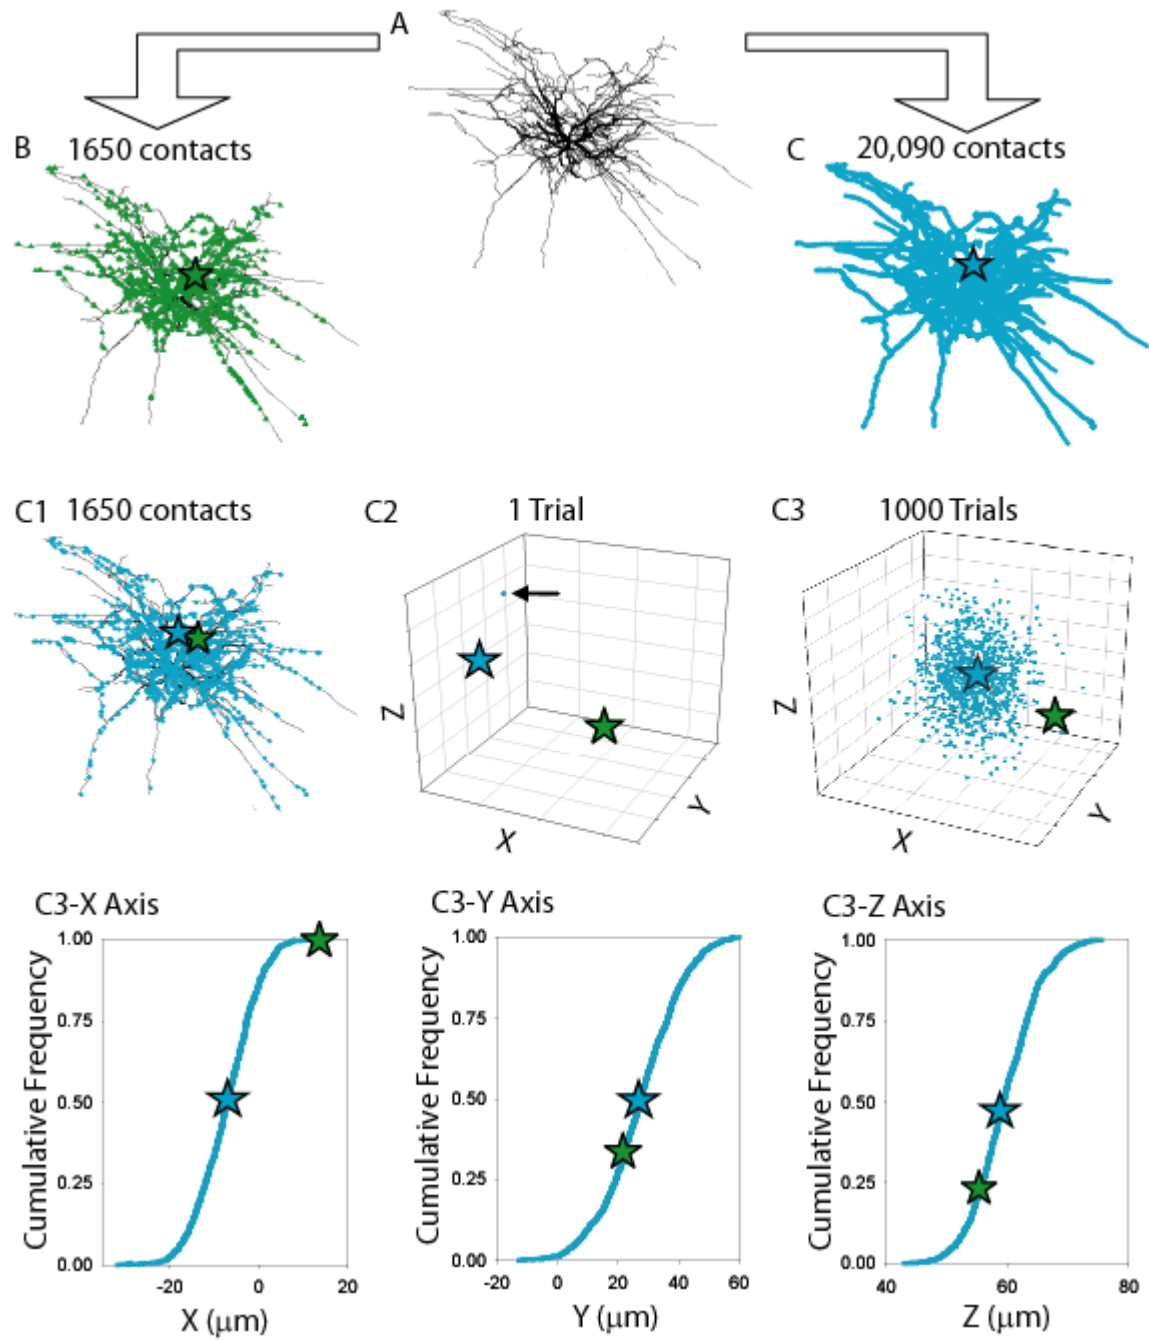 A
B
1650 contacts
C
20,090 contacts
C1
1650 contacts
C2
1 Trial
C3
1000 Trials
Z
X
Y
Z
X
Y
C3-X Axis
Cumulative Frequency
1.00
0.75
0.50
0.25
0.00
-20
0
20
X (μm)
C3-Y Axis
Cumulative Frequency
1.00
0.75
0.50
0.25
0.00
-20
0
20
40
60
Y (μm)
C3-Z Axis
Cumulative Frequency
1.00
0.75
0.50
0.25
0.00
40
60
80
Z (μm)